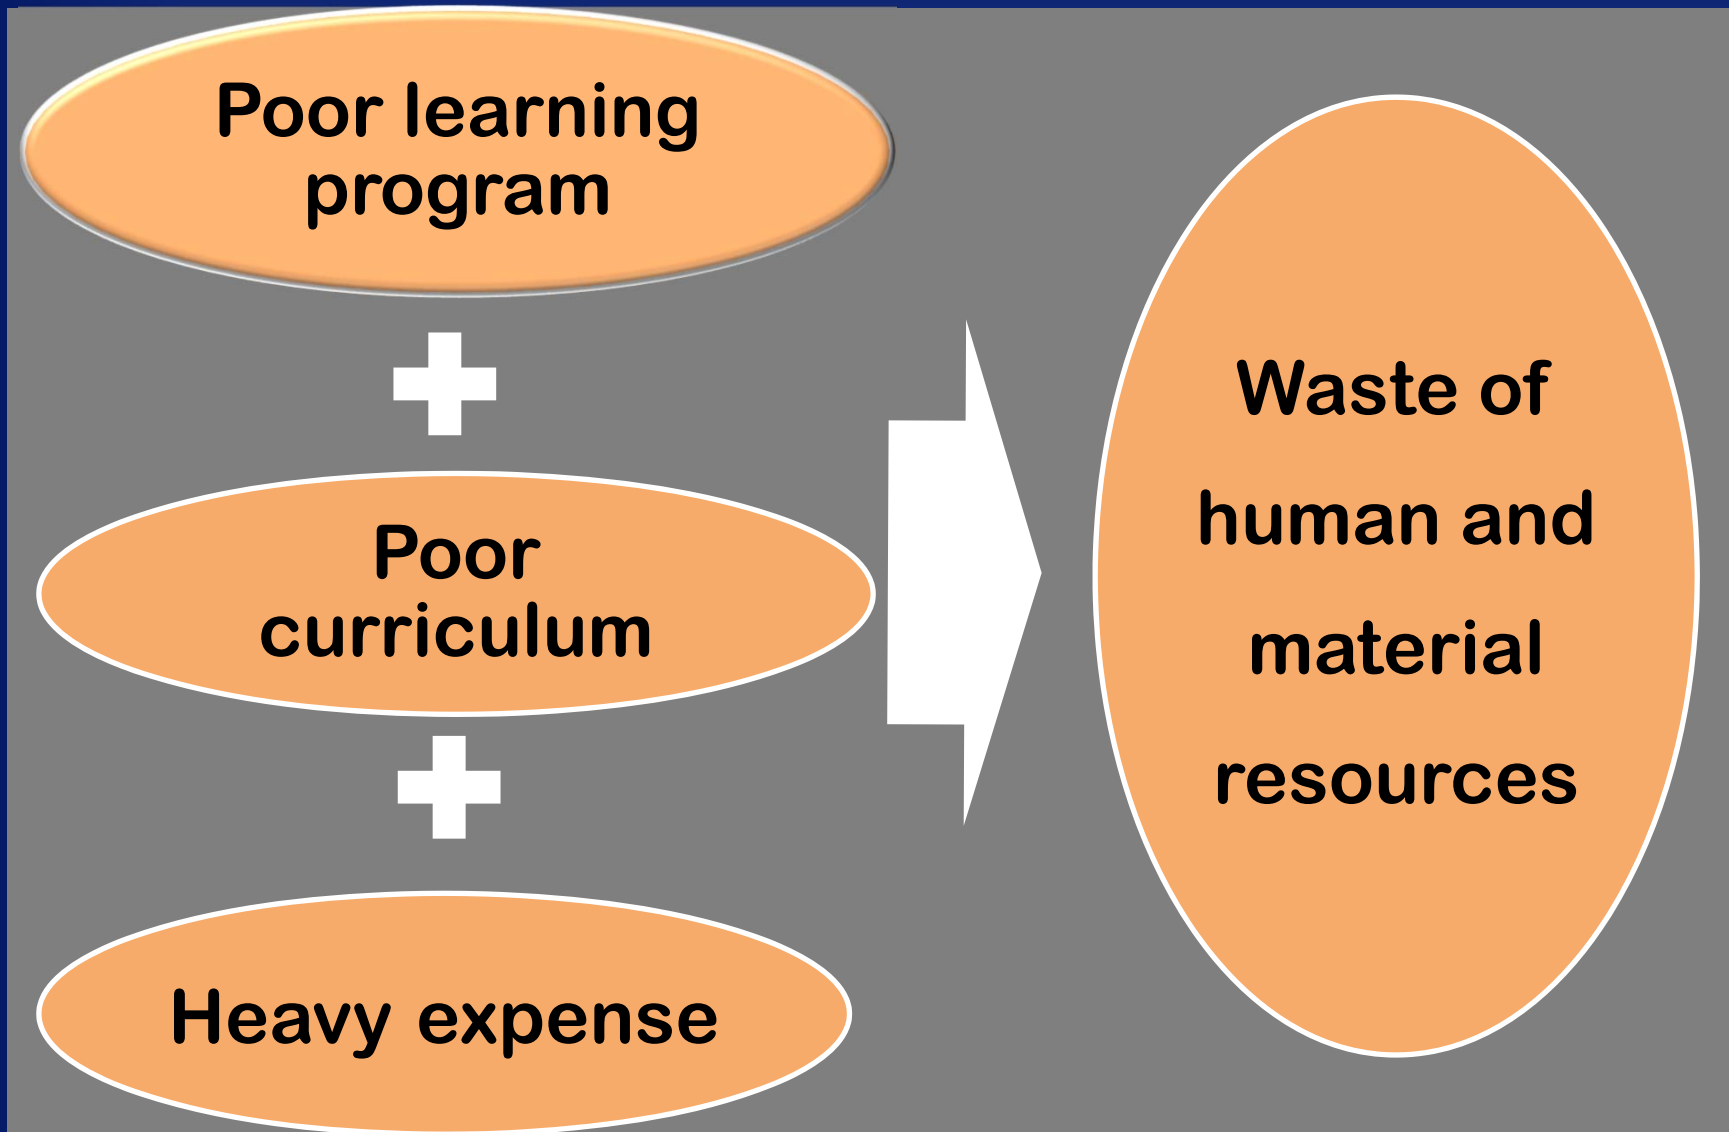 Poor learning
program
Poor
curriculum
Heavy expense
Waste of
human and
material
resources